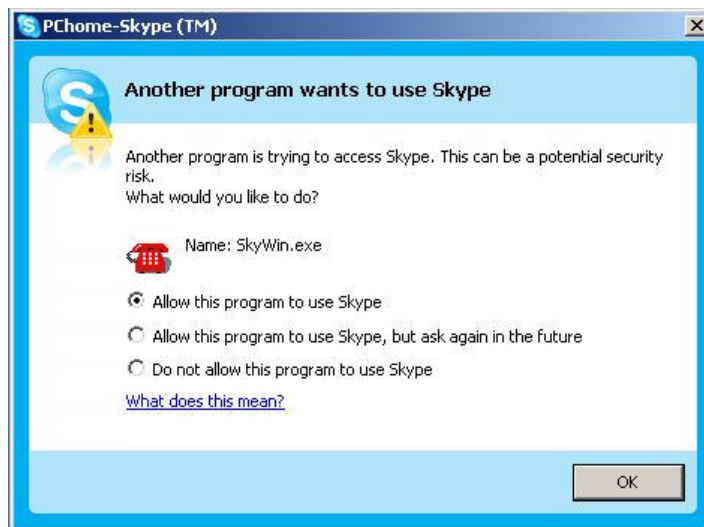 PChome-Skype (TM)
Another program wants to use Skype
Another program is trying to access Skype. This can be a potential security
risk.
What would you like to do?
Name: SkyWin.exe
Allow this program to use Skype
Allow this program to use Skype, but ask again in the future
Do not allow this program to use Skype
What does this mean?
OK